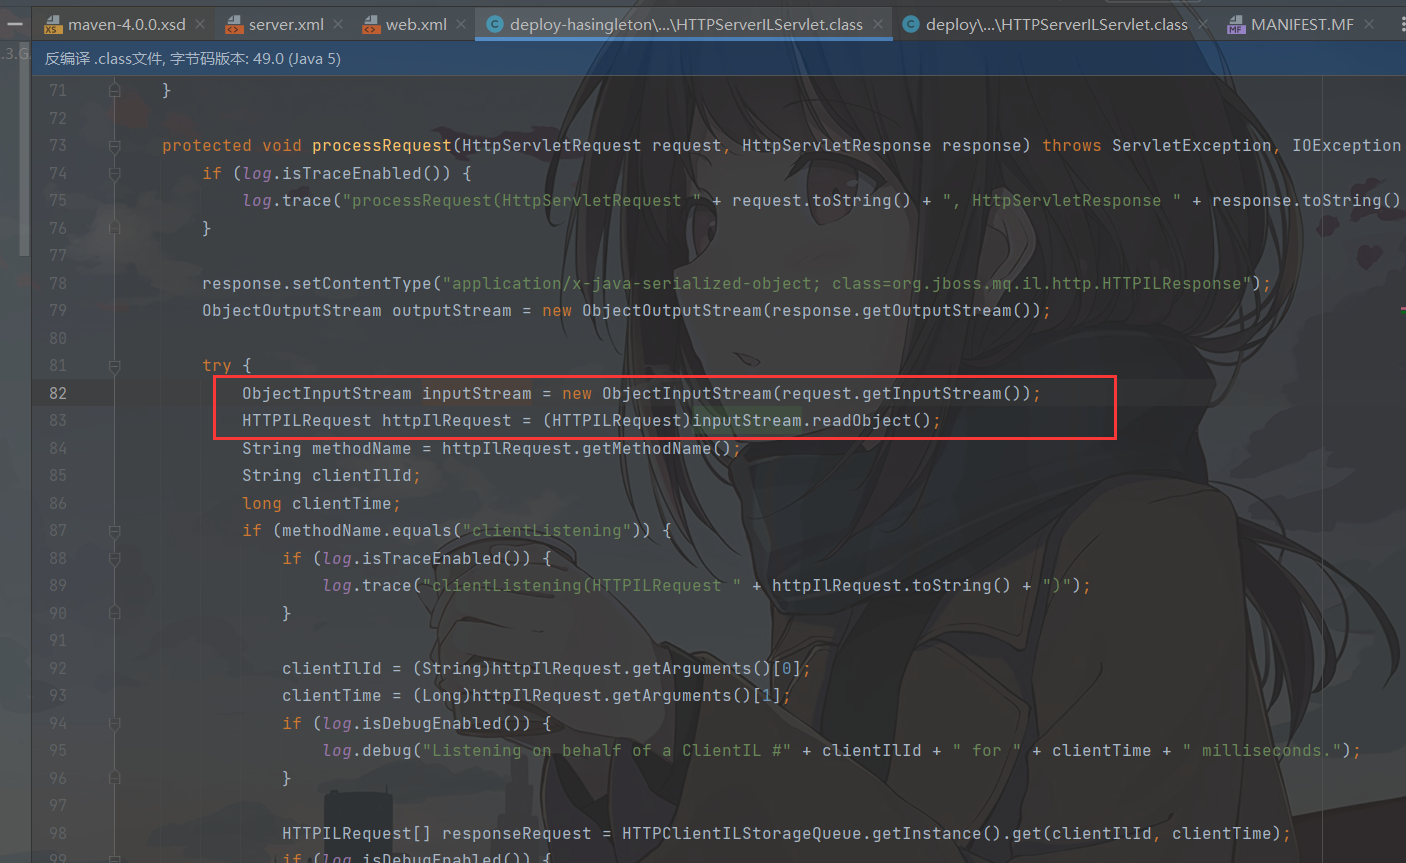 maven-4.0.0.xsd server.xml web.xml deploy-hasingleton\...\HTTPServerILServlet.class deploy\...\HTTPServerILServlet.class MANIFEST.MF
.3.G
反编译 .class文件, 字节码版本: 49.0 (Java 5)
71 }
72
73 protected void processRequest(HttpServletRequest request, HttpServletResponse response) throws ServletException, IOException
74 if (log.isTraceEnabled()) {
75 log.trace("processRequest(HttpServletRequest " + request.toString() + ", HttpServletResponse " + response.toString()
76 }
77
78 response.setContentType("application/x-java-serialized-object; class=org.jboss.mq.il.http.HTTPILResponse");
79 ObjectOutputStream outputStream = new ObjectOutputStream(response.getOutputStream());
80
81 try {
82 ObjectInputStream inputStream = new ObjectInputStream(request.getInputStream());
83 HTTPILRequest httpIlRequest = (HTTPILRequest)inputStream.readObject();
84 String methodName = httpIlRequest.getMethodName();
85 String clientIlId;
86 long clientTime;
87 if (methodName.equals("clientListening")) {
88 if (log.isTraceEnabled()) {
89 log.trace("clientListening(HTTPILRequest " + httpIlRequest.toString() + ")");
90 }
91
92 clientIlId = (String)httpIlRequest.getArguments()[0];
93 clientTime = (Long)httpIlRequest.getArguments()[1];
94 if (log.isDebugEnabled()) {
95 log.debug("Listening on behalf of a ClientIL #" + clientIlId + " for " + clientTime + " milliseconds.");
96 }
97
98 HTTPILRequest[] responseRequest = HTTPClientILStorageQueue.getInstance().get(clientIlId, clientTime);
99 if (log.isDebugEnabled()) {